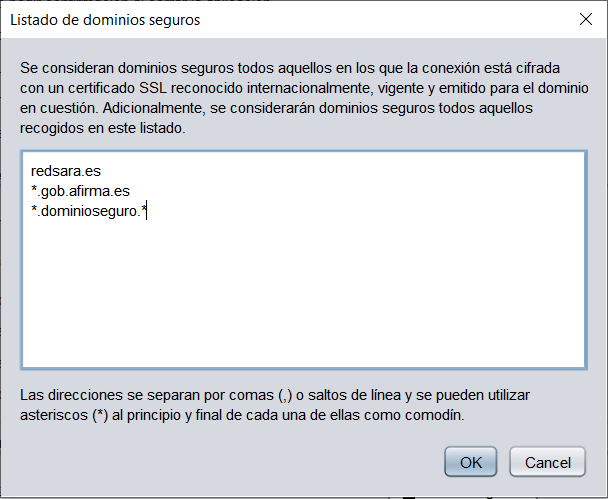 Listado de dominios seguros
Se consideran dominios seguros todos aquellos en los que la conexión está cifrada
con un certificado SSL reconocido internacionalmente, vigente y emitido para el dominio
en cuestión. Adicionalmente, se considerarán dominios seguros todos aquellos
recogidos en este listado.
redsara.es
*.gob.afirma.es
*.dominioseguro.*
Las direcciones se separan por comas (,) o saltos de línea y se pueden utilizar
asteriscos (*) al principio y final de cada una de ellas como comodín.
OK
Cancel